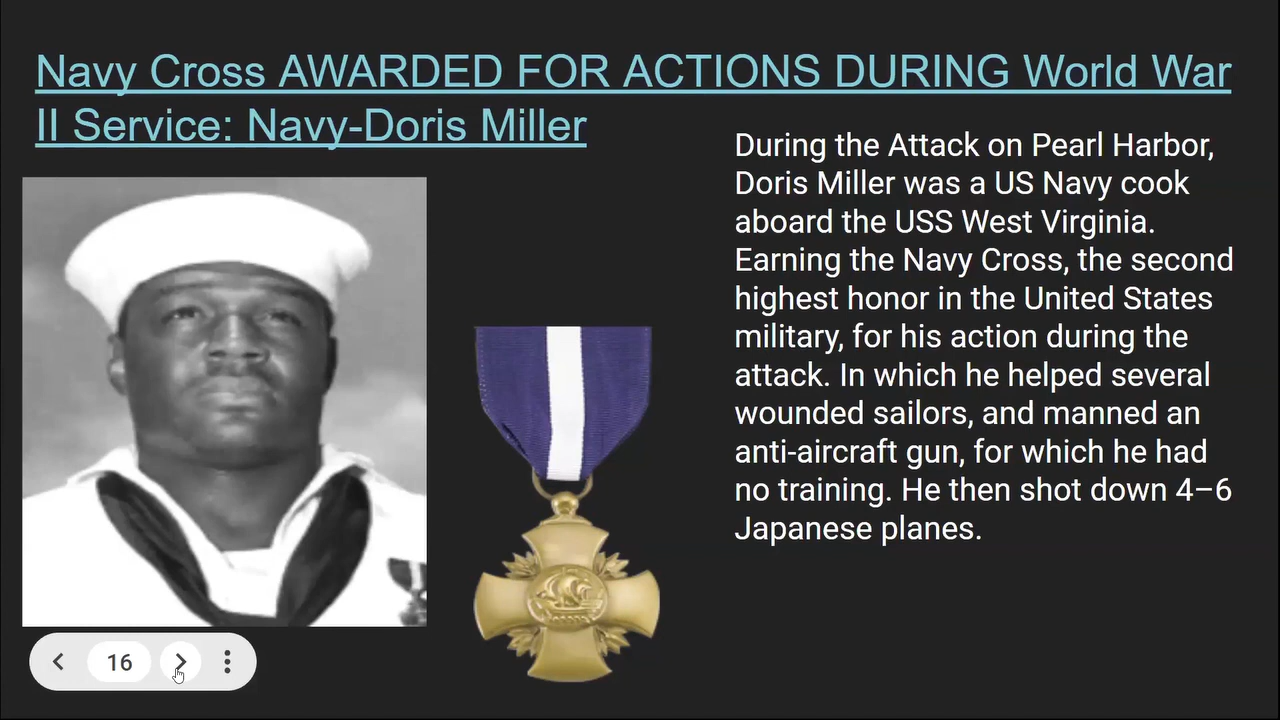 Navy Cross AWARDED FOR ACTIONS DURING World War
II Service: Navy-Doris Miller
During the Attack on Pearl Harbor,
Doris Miller was a US Navy cook
aboard the USS West Virginia.
Earning the Navy Cross, the second
highest honor in the United States
military, for his action during the
attack. In which he helped several
wounded sailors, and manned an
anti-aircraft gun, for which he had
no training. He then shot down 4–6
Japanese planes.
16